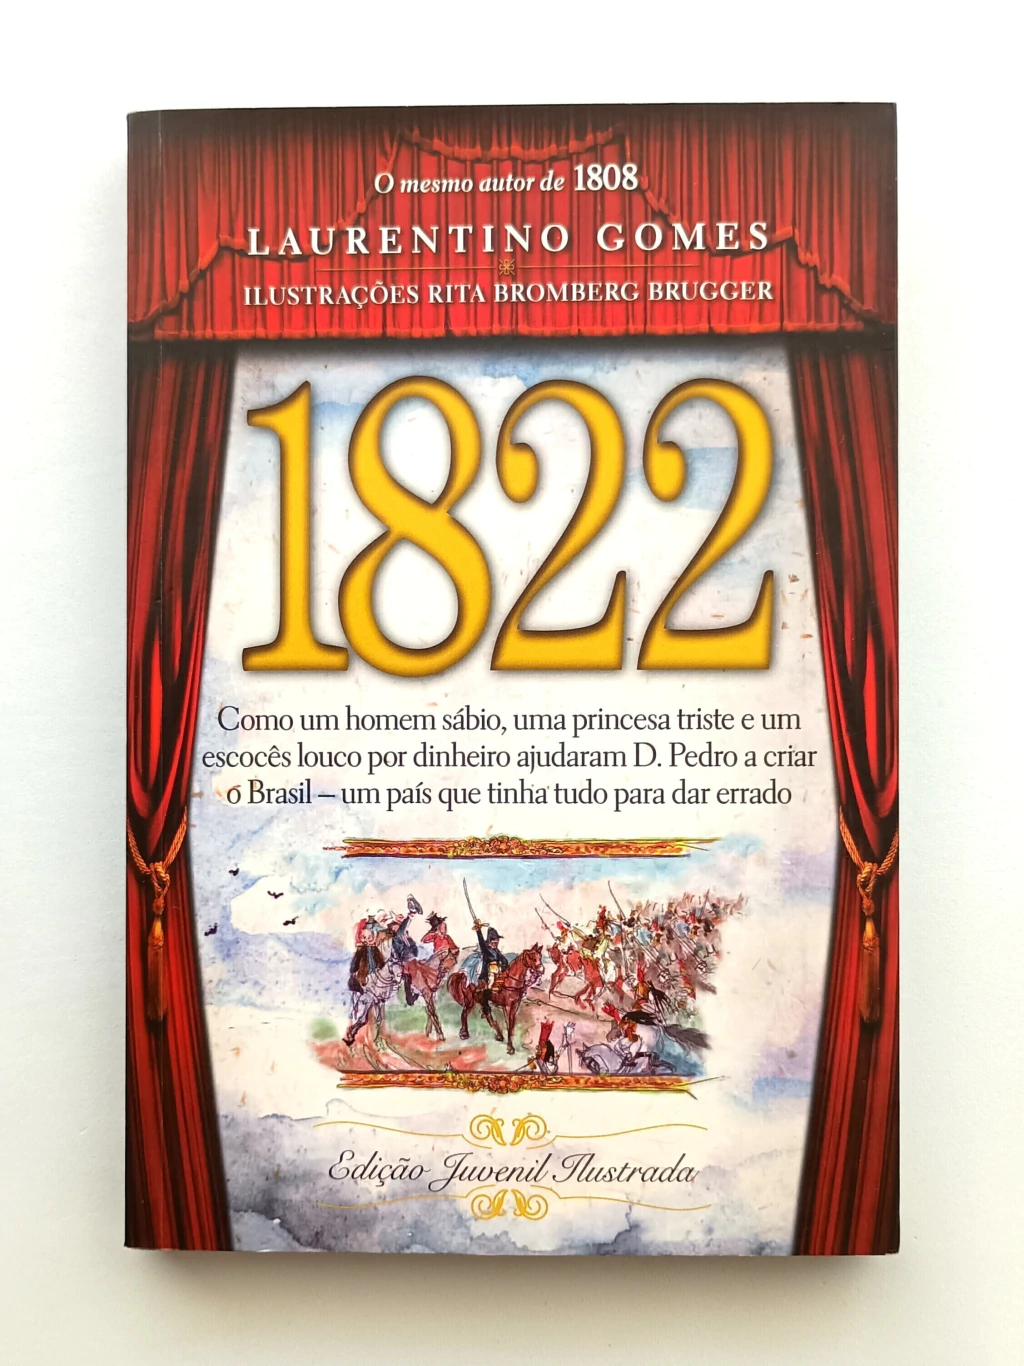 O mesmo autor de 1808
LAURENTINO GOMES
ILUSTRAÇÕES RITA BROMBERG BRUGGER
1822
Como um homem sábio, uma princesa triste e um
escocês louco por dinheiro ajudaram D. Pedro a criar
o Brasil – um país que tinha tudo para dar errado
Edição Juvenil Ilustrada